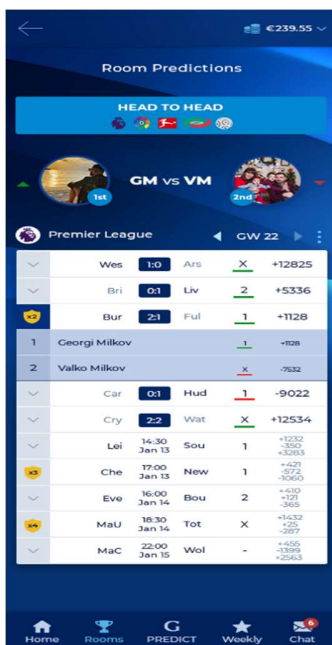 €239.55
Room Predictions
HEAD TO HEAD
GM vs VM
1st
2nd
Premier League
GW 22
Wes 1:0 Ars X +12825
Bri 0:1 Liv 2 +5336
x2 Bur 2:1 Ful 1 +1128
1 Georgi Milkov 1 +1128
2 Valko Milkov X -7532
Car 0:1 Hud 1 -9022
Cry 2:2 Wat X +12534
Lei 14:30 Jan 13 Sou 1 +1232 -350 +3283
x3 Che 17:00 Jan 13 New 1 +421 -572 -1060
Eve 16:00 Jan 14 Bou 2 +410 +121 -365
x4 MaU 18:30 Jan 14 Tot X +1432 +25 -287
MaC 22:00 Jan 15 Wol - +455 -1399 +2563
6
Home Rooms PREDICT Weekly Chat